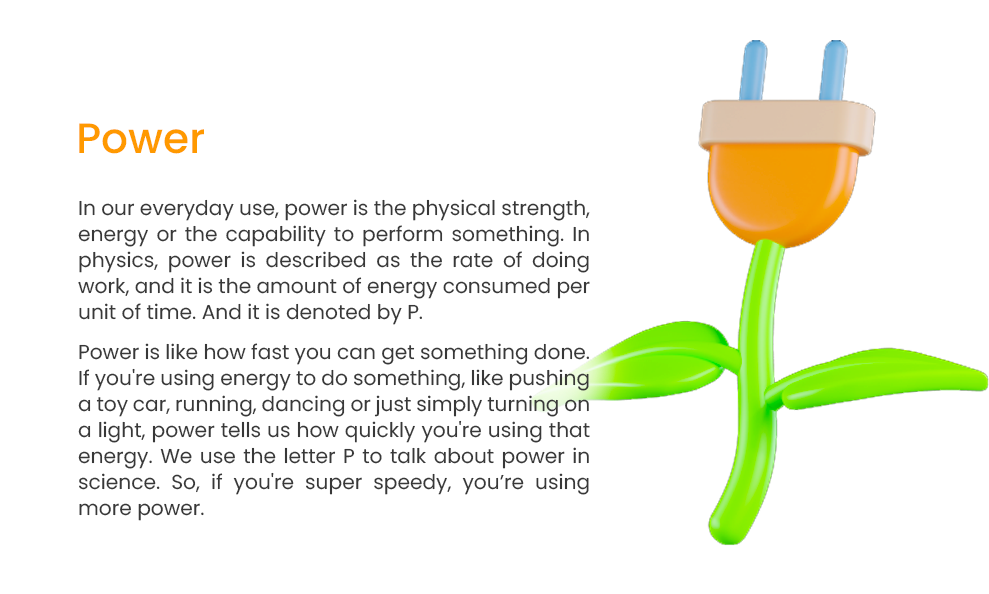 Power
In our everyday use, power is the physical strength,
energy or the capability to perform something. In
physics, power is described as the rate of doing
work, and it is the amount of energy consumed per
unit of time. And it is denoted by P.
Power is like how fast you can get something done.
If you're using energy to do something, like pushing
a toy car, running, dancing or just simply turning on
a light, power tells us how quickly you're using that
energy. We use the letter P to talk about power in
science. So, if you're super speedy, you’re using
more power.